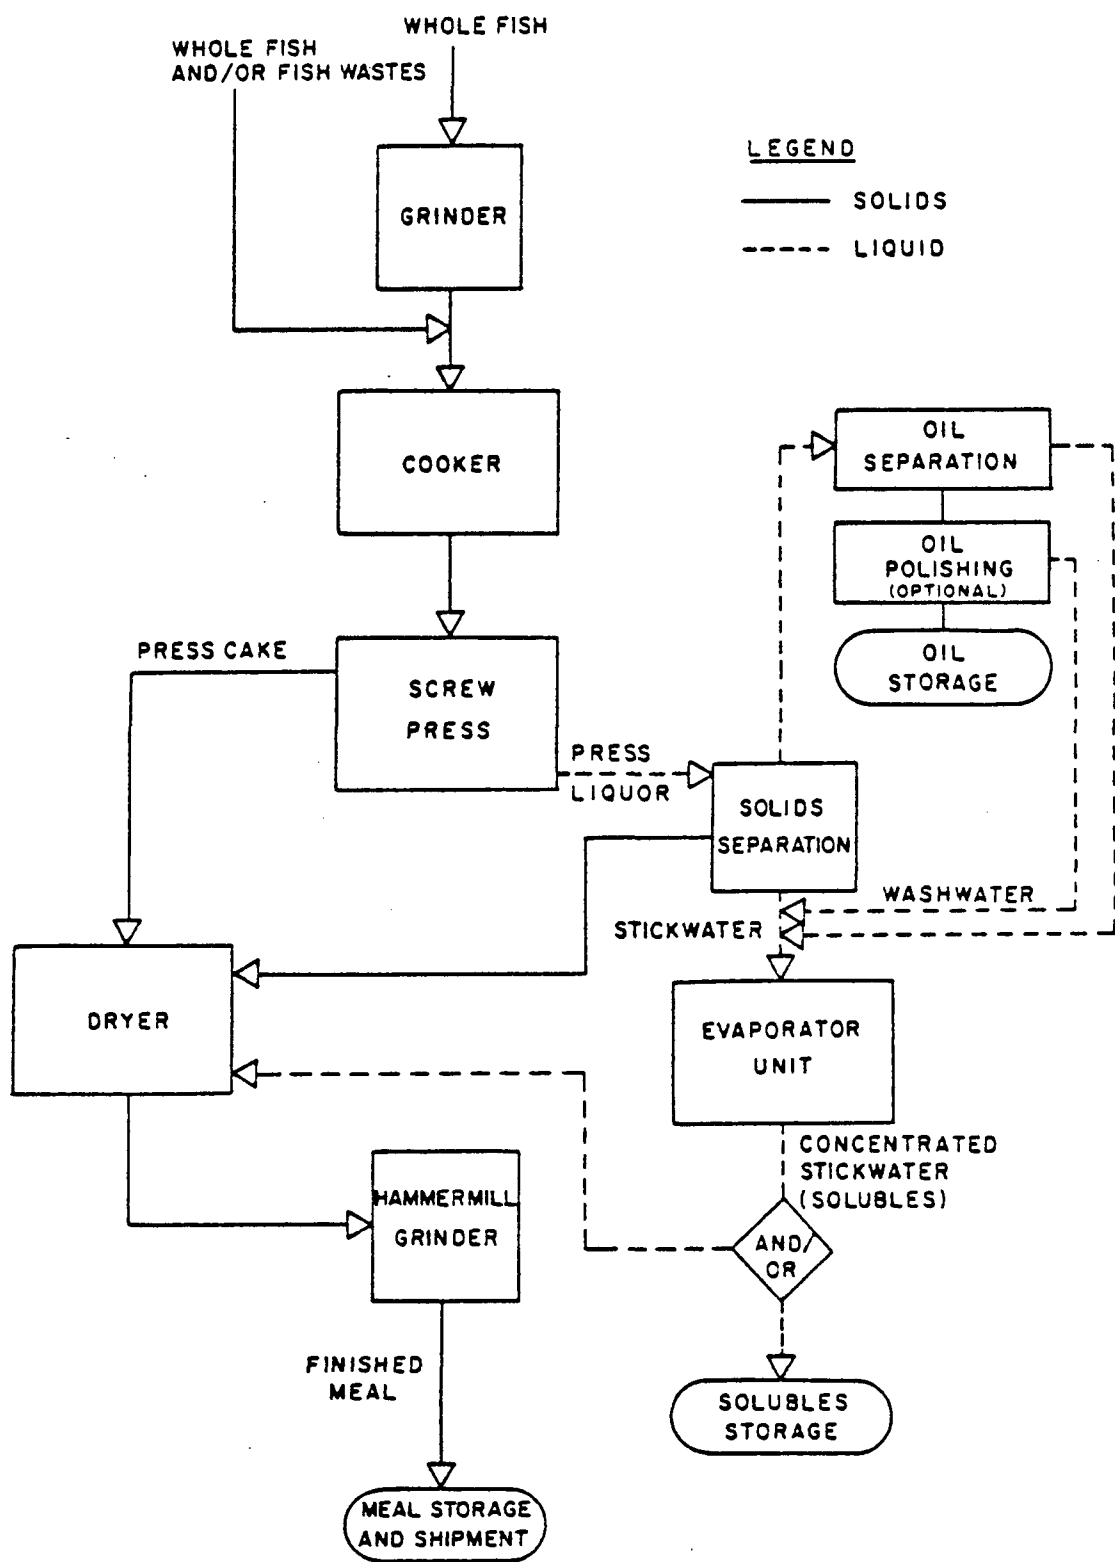 WHOLE FISH
WHOLE FISH
AND/OR FISH WASTES
GRINDER
LEGEND
SOLIDS
LIQUID
COOKER
OIL
SEPARATION
OIL
POLISHING
(OPTIONAL)
OIL
STORAGE
PRESS CAKE
SCREW
PRESS
PRESS
LIQUOR
SOLIDS
SEPARATION
WASHWATER
STICKWATER
DRYER
EVAPORATOR
UNIT
CONCENTRATED
STICKWATER
(SOLUBLES)
HAMMERMILL
GRINDER
AND/
OR
FINISHED
MEAL
SOLUBLES
STORAGE
MEAL STORAGE
AND SHIPMENT